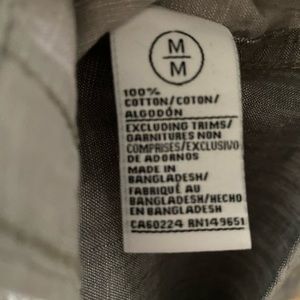 M
M
100%
COTTON/COTON/
ALGODÓN
EXCLUDING TRIMS/
GARNITURES NON
COMPRISES/EXCLUSIVO
DE ADORNOS
MADE IN
BANGLADESH/
FABRIQUÉ AU
BANGLADESH/HECHO
EN BANGLADESH
CA60224 RN149651